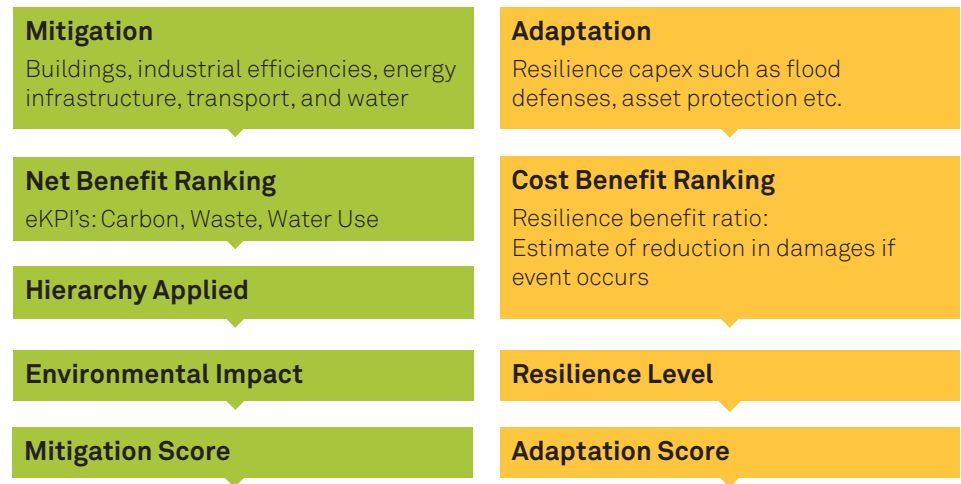 Mitigation
Buildings, industrial efficiencies, energy
infrastructure, transport, and water
Net Benefit Ranking
eKPI's: Carbon, Waste, Water Use
Hierarchy Applied
Environmental Impact
Mitigation Score
Adaptation
Resilience capex such as flood
defenses, asset protection etc.
Cost Benefit Ranking
Resilience benefit ratio:
Estimate of reduction in damages if
event occurs
Resilience Level
Adaptation Score